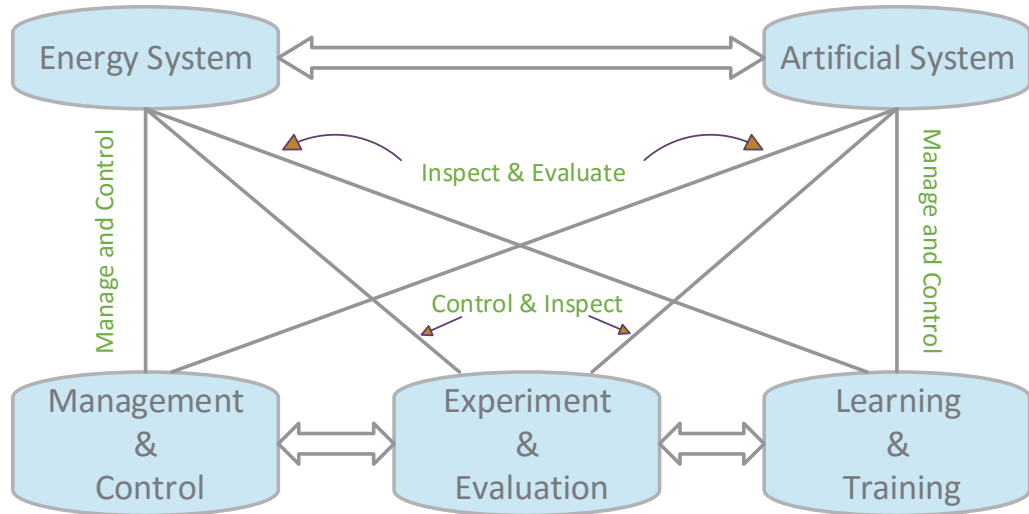 Energy System
Artificial System
Manage and Control
Inspect & Evaluate
Manage and Control
Control & Inspect
Management
&
Control
Experiment
&
Evaluation
Learning
&
Training